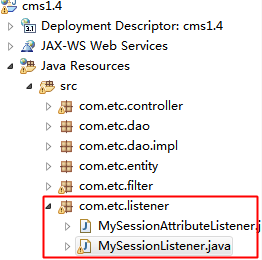 cms1.4
Deployment Descriptor: cms1.4
JAX-WS Web Services
Java Resources
src
com.etc.controller
com.etc.dao
com.etc.dao.impl
com.etc.entity
com.etc.filter
com.etc.listener
MySessionAttributeListener.j
MySessionListener.java